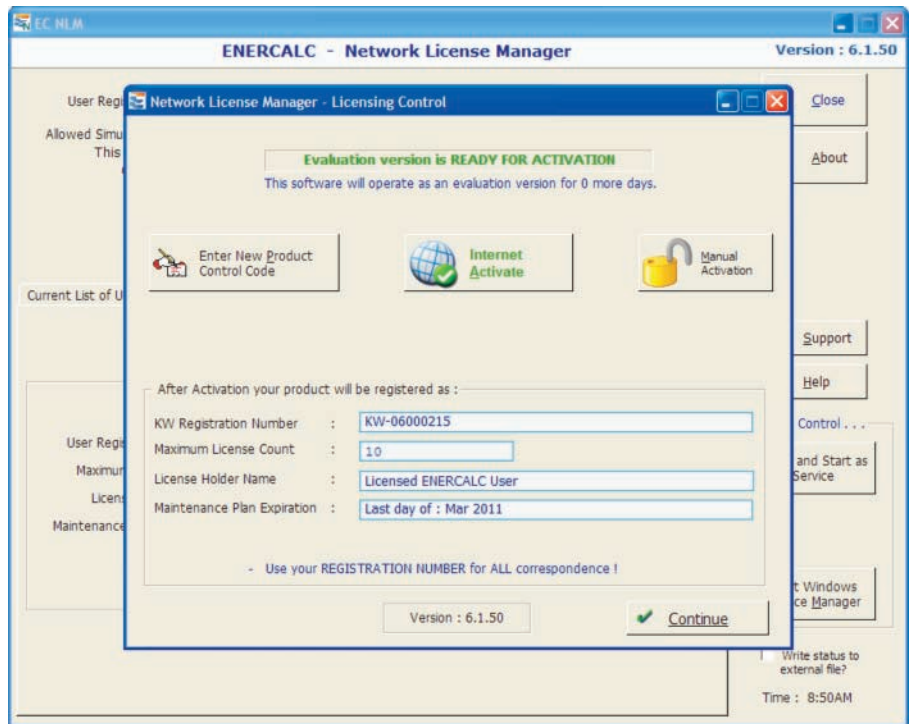 EC NLM
ENERCALC - Network License Manager
Version : 6.1.50
User Regi
Allowed Simu
This
Close
About
Network License Manager - Licensing Control
Evaluation version is READY FOR ACTIVATION
This software will operate as an evaluation version for 0 more days.
Enter New Product
Control Code
Internet
Activate
Manual
Activation
Current List of U
Support
Help
After Activation your product will be registered as :
KW Registration Number : KW-06000215
Maximum License Count : 10
License Holder Name : Licensed ENERCALC User
Maintenance Plan Expiration : Last day of : Mar 2011
- Use your REGISTRATION NUMBER for ALL correspondence !
Version : 6.1.50
Continue
User Regis
Maximur
Licens
Maintenance
Control . . .
and Start as
Service
t Windows
ce Manager
Write status to
external file?
Time : 8:50AM